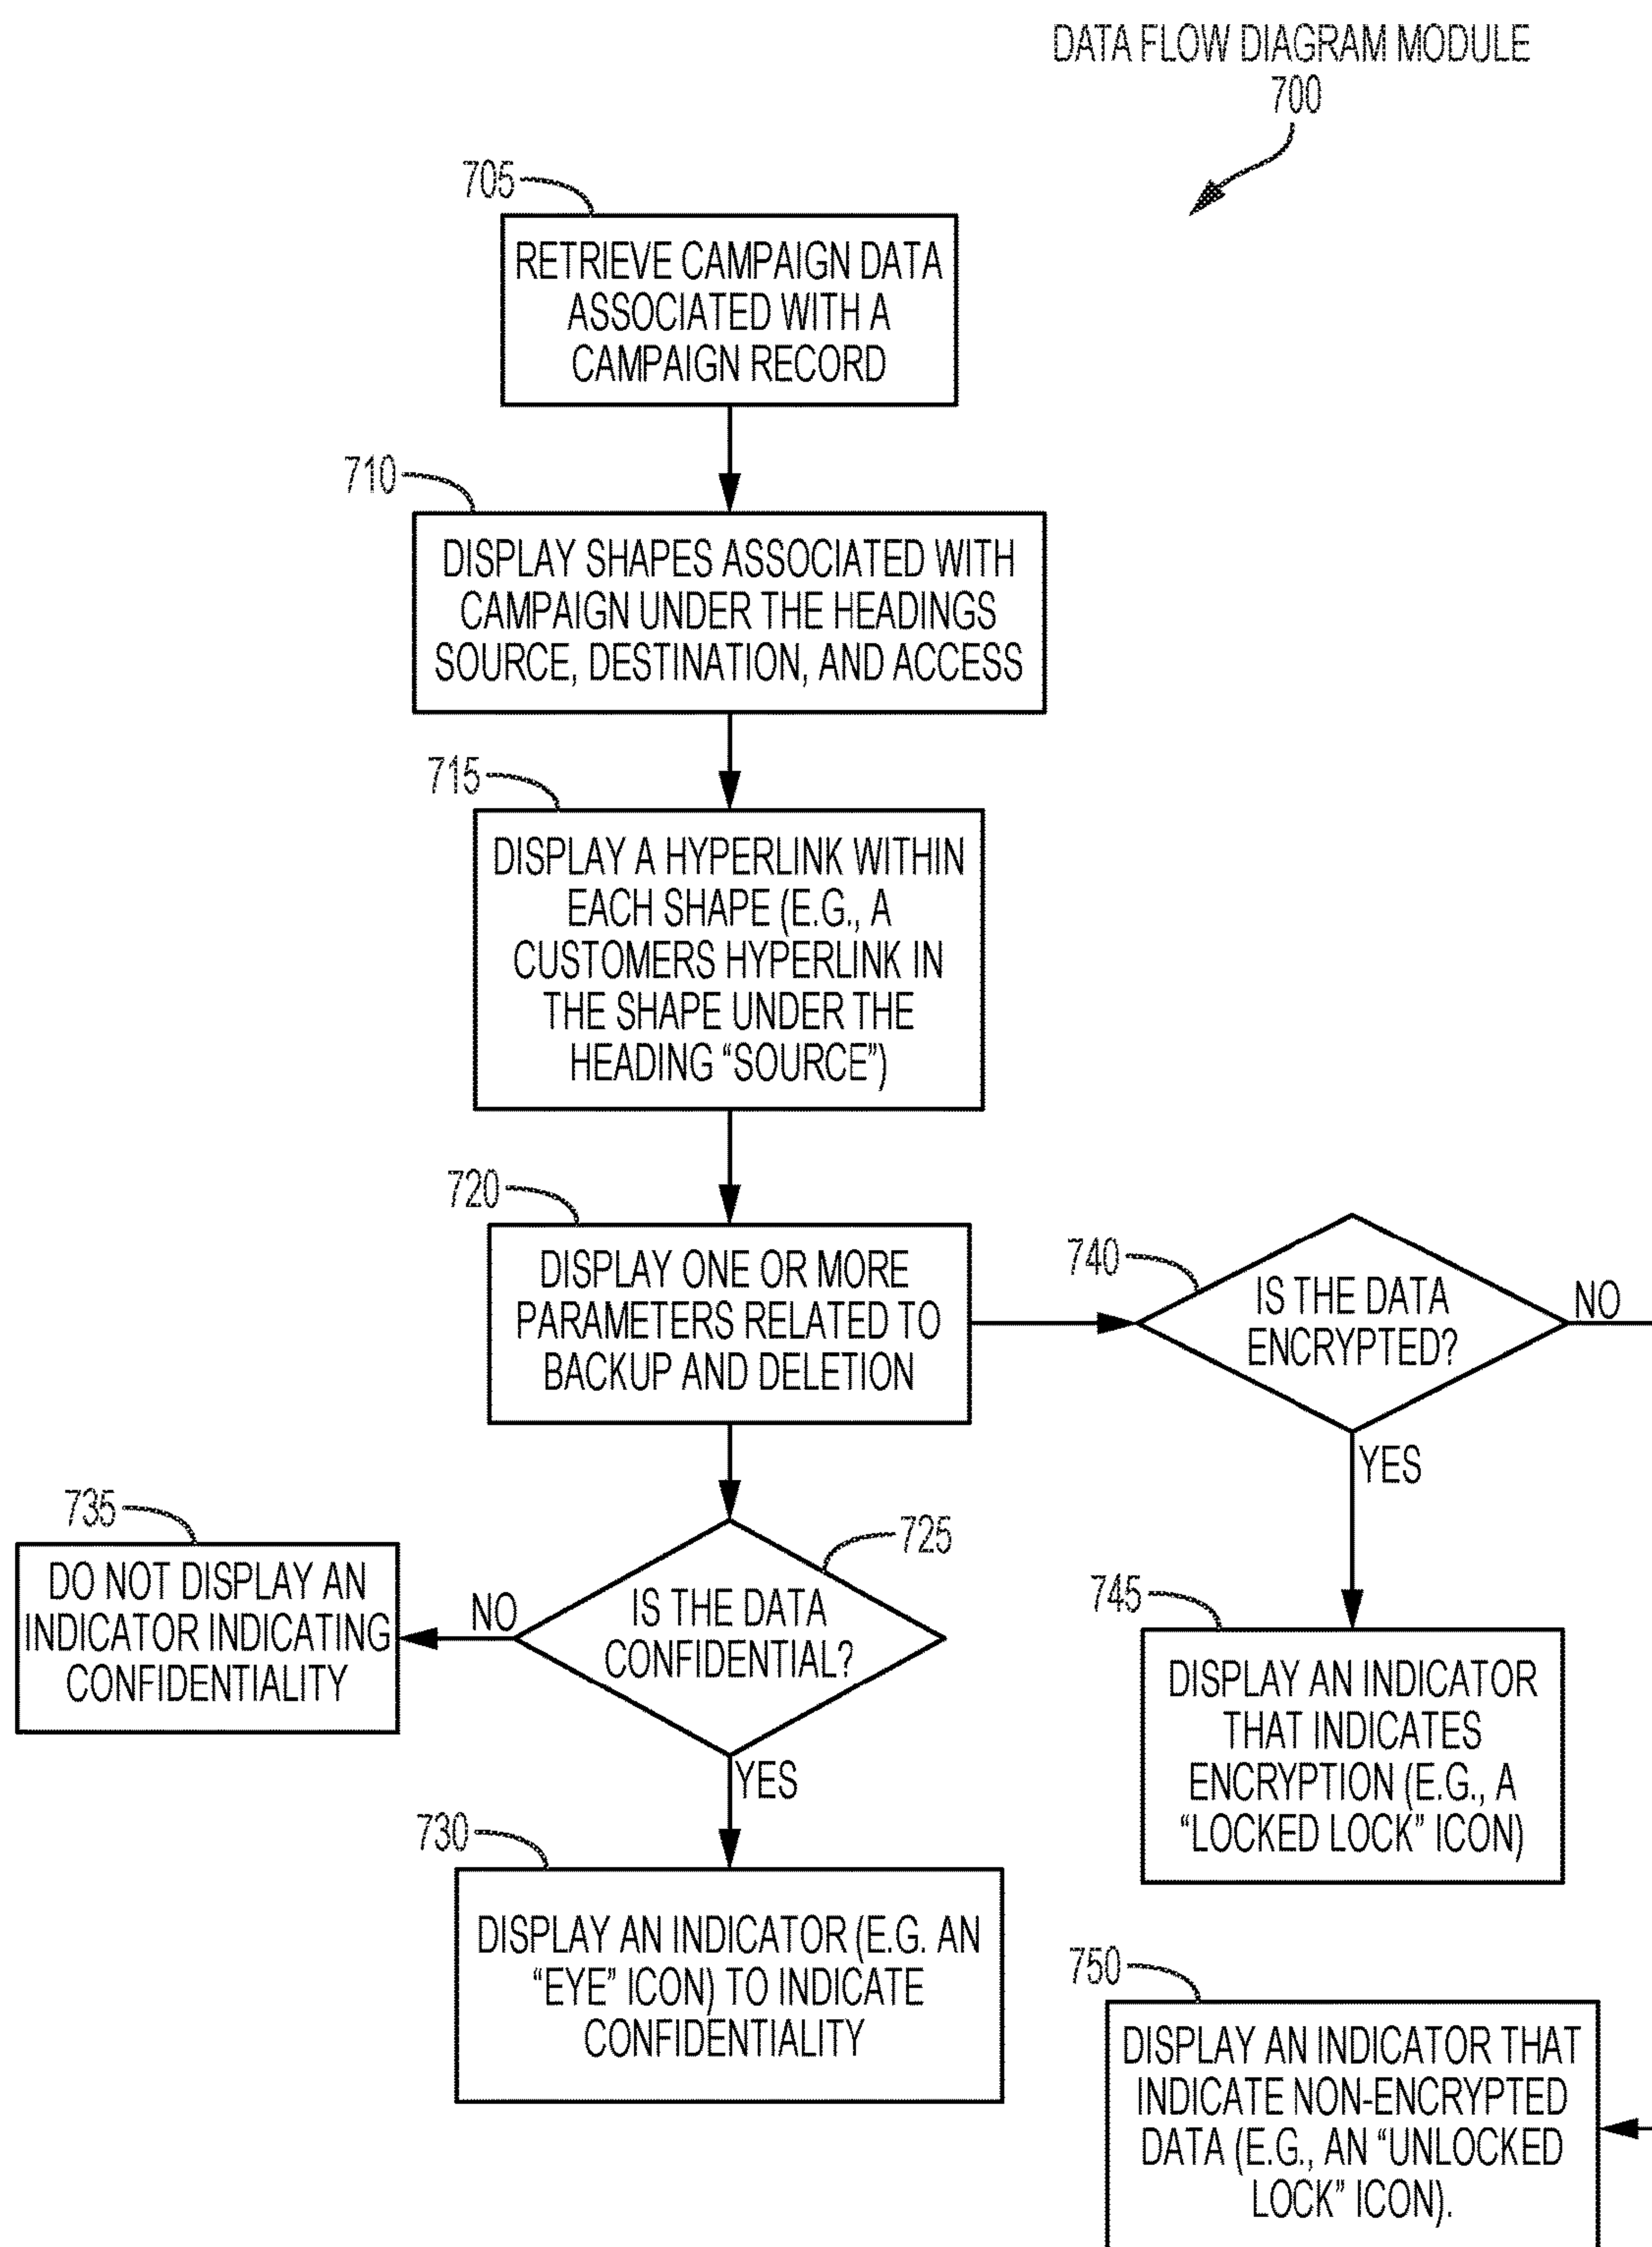 DATA FLOW DIAGRAM MODULE
700
705
RETRIEVE CAMPAIGN DATA
ASSOCIATED WITH A
CAMPAIGN RECORD
710
DISPLAY SHAPES ASSOCIATED WITH
CAMPAIGN UNDER THE HEADINGS
SOURCE, DESTINATION, AND ACCESS
715
DISPLAY A HYPERLINK WITHIN
EACH SHAPE (E.G., A
CUSTOMERS HYPERLINK IN
THE SHAPE UNDER THE
HEADING “SOURCE”)
720
DISPLAY ONE OR MORE
PARAMETERS RELATED TO
BACKUP AND DELETION
740
IS THE DATA
ENCRYPTED?
NO
YES
735
DO NOT DISPLAY AN
INDICATOR INDICATING
CONFIDENTIALITY
NO
725
IS THE DATA
CONFIDENTIAL?
YES
745
DISPLAY AN INDICATOR
THAT INDICATES
ENCRYPTION (E.G., A
“LOCKED LOCK” ICON)
730
DISPLAY AN INDICATOR (E.G. AN
“EYE” ICON) TO INDICATE
CONFIDENTIALITY
750
DISPLAY AN INDICATOR THAT
INDICATE NON-ENCRYPTED
DATA (E.G., AN “UNLOCKED
LOCK” ICON).